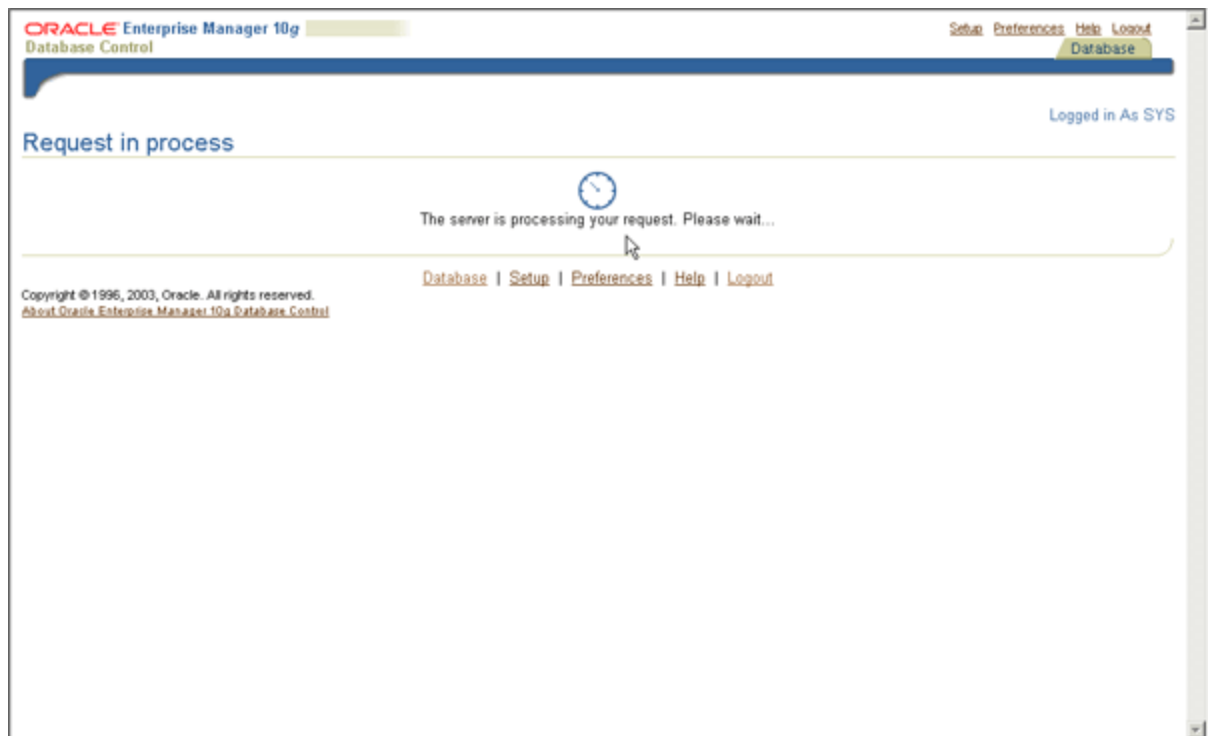 ORACLE Enterprise Manager 10g
Database Control
Setup Preferences Help Logout
Database
Logged in As SYS
Request in process
The server is processing your request. Please wait...
Database | Setup | Preferences | Help | Logout
Copyright © 1996, 2003, Oracle. All rights reserved.
About Oracle Enterprise Manager 10g Database Control